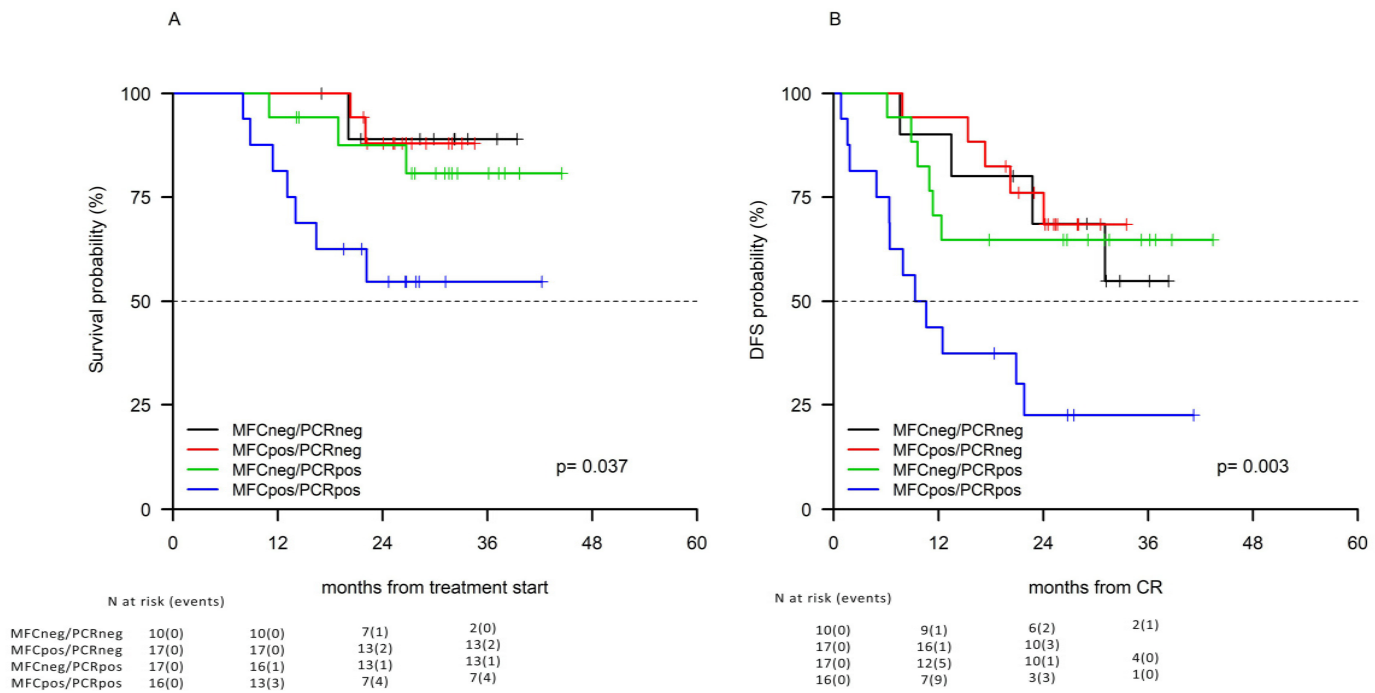 A
100
75
50
25
0
Survival probability (%)
MFCneg/PCRneg
MFCpos/PCRneg
MFCneg/PCRpos
MFCpos/PCRpos
p= 0.037
0 12 24 36 48 60
months from treatment start
N at risk (events)
MFCneg/PCRneg 10(0) 10(0) 7(1) 2(0)
MFCpos/PCRneg 17(0) 17(0) 13(2) 13(2)
MFCneg/PCRpos 17(0) 16(1) 13(1) 13(1)
MFCpos/PCRpos 16(0) 13(3) 7(4) 7(4)
B
100
75
50
25
0
DFS probability (%)
MFCneg/PCRneg
MFCpos/PCRneg
MFCneg/PCRpos
MFCpos/PCRpos
p= 0.003
0 12 24 36 48 60
months from CR
N at risk (events)
10(0) 9(1) 6(2) 2(1)
17(0) 16(1) 10(3)
17(0) 12(5) 10(1) 4(0)
16(0) 7(9) 3(3) 1(0)